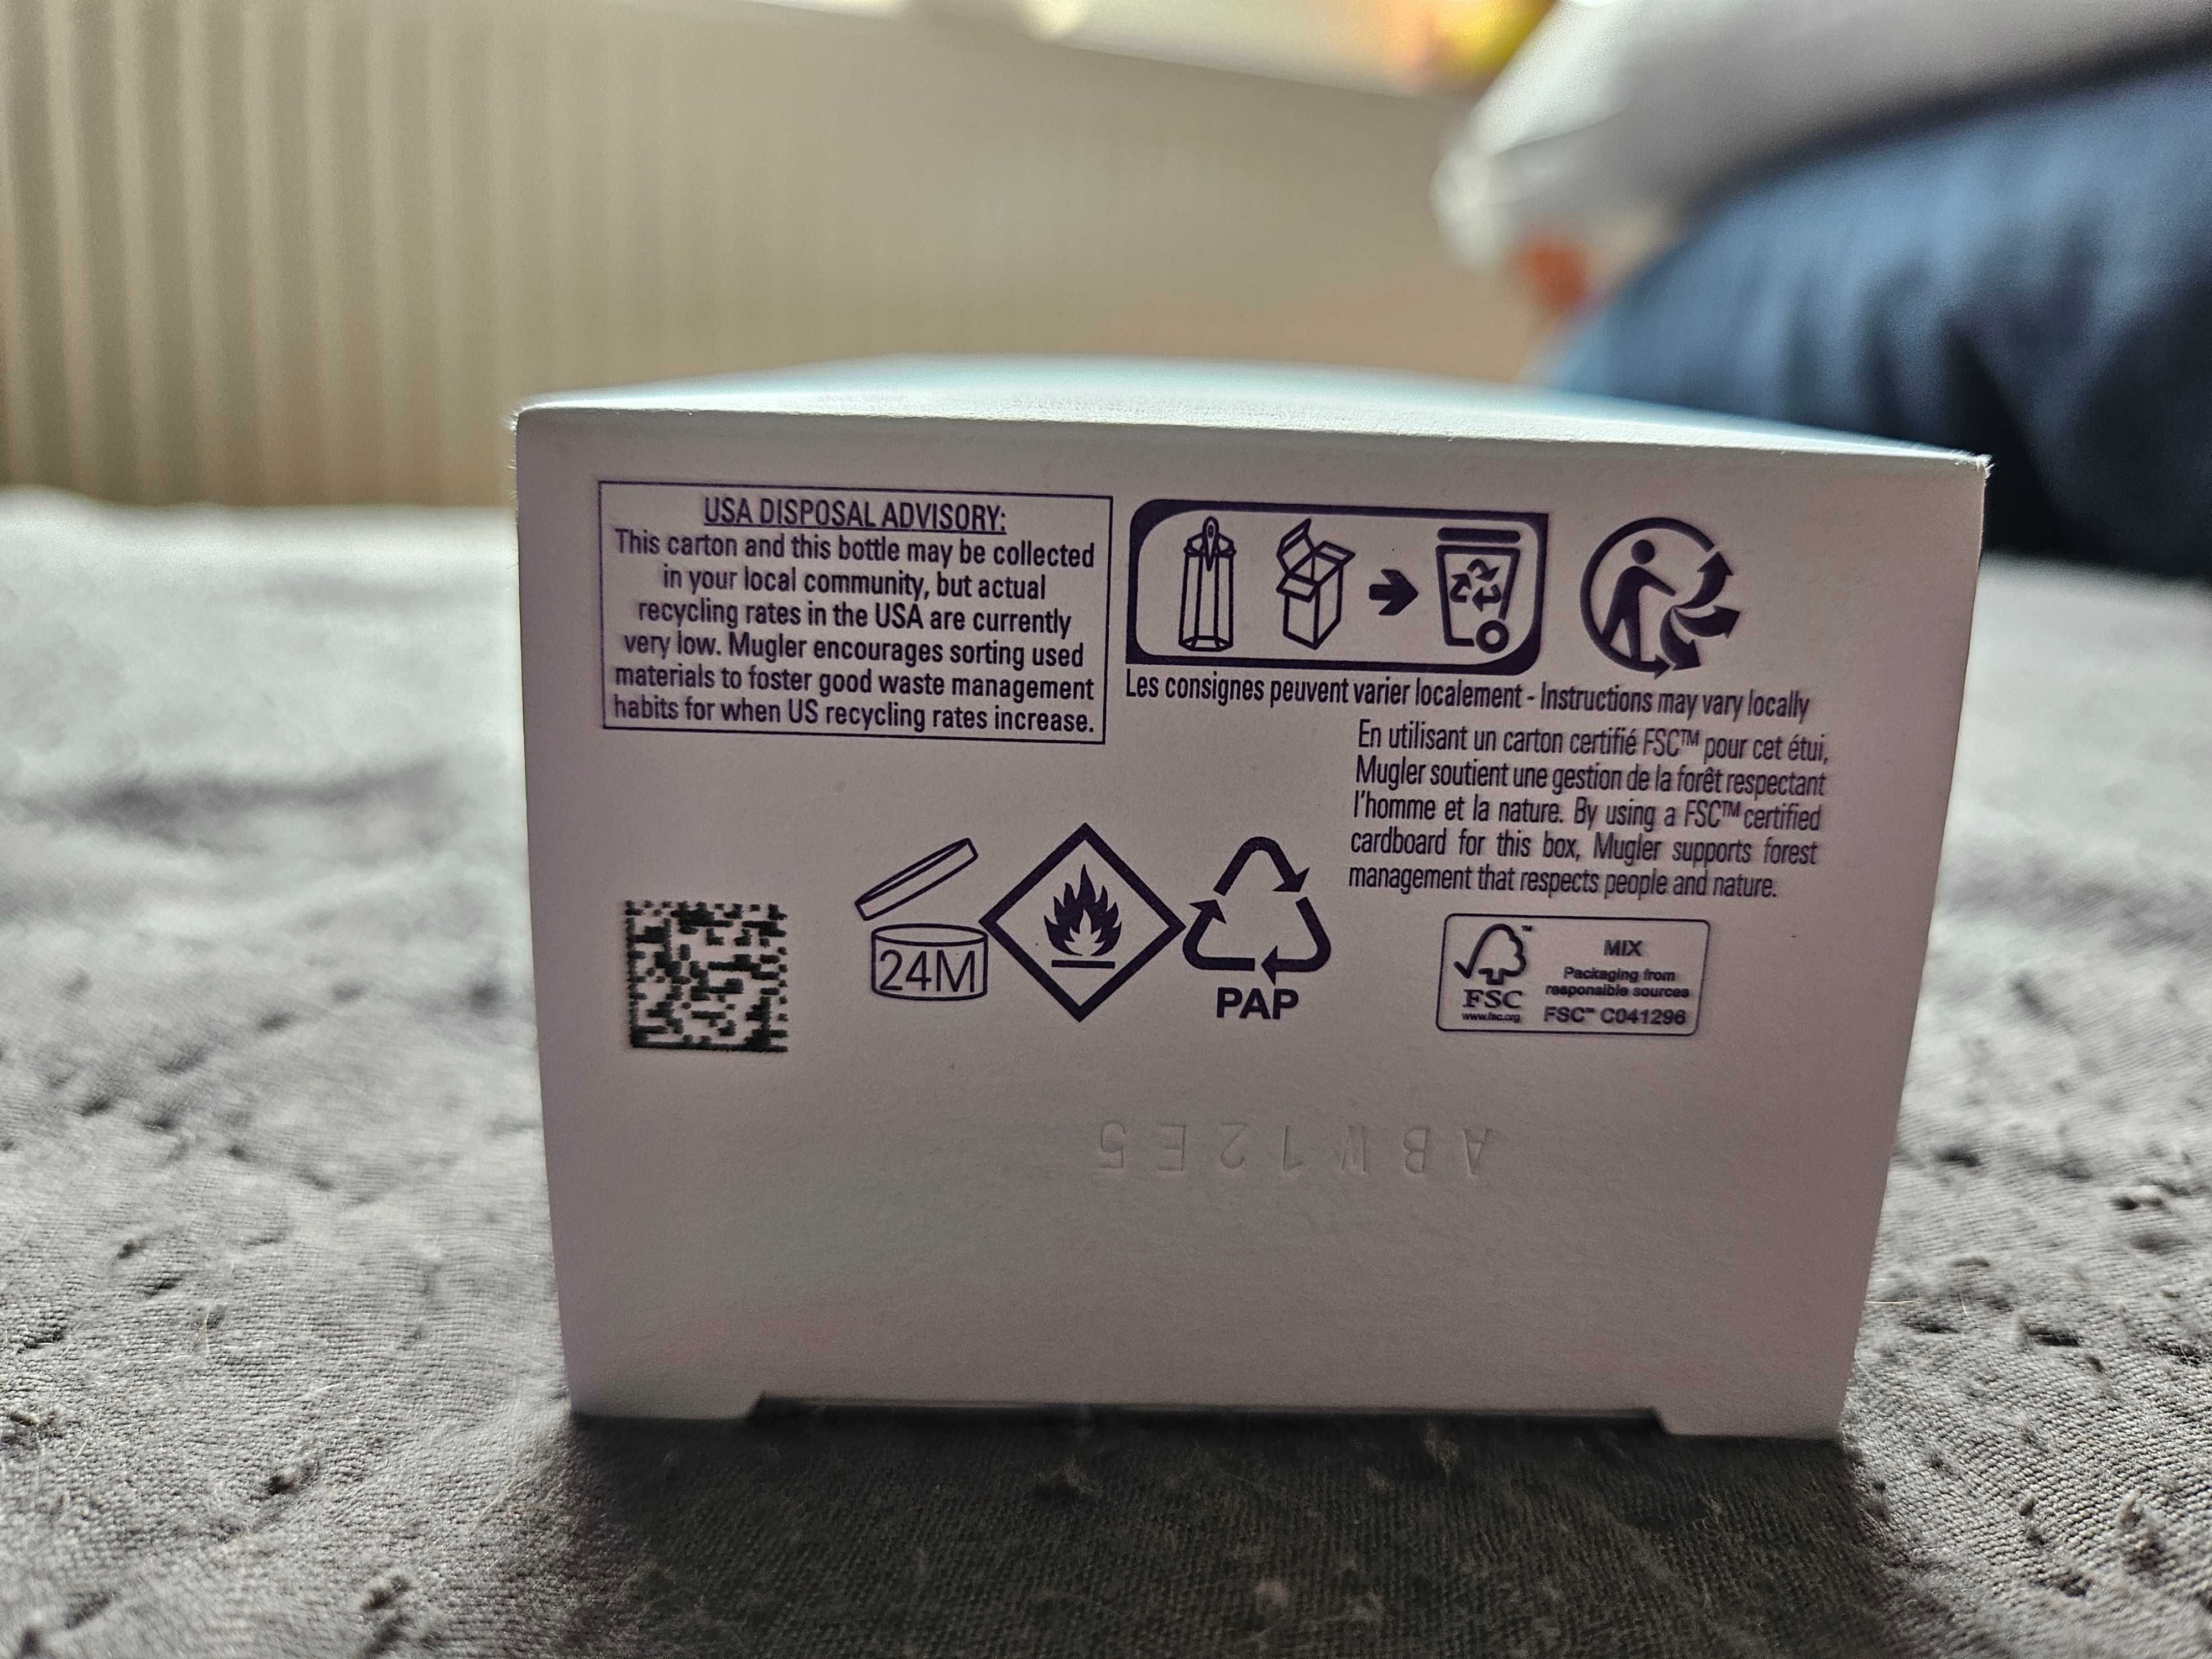 USA DISPOSAL ADVISORY:
This carton and this bottle may be collected
in your local community, but actual
recycling rates in the USA are currently
very low. Mugler encourages sorting used
materials to foster good waste management
habits for when US recycling rates increase.
Les consignes peuvent varier localement - Instructions may vary locally
En utilisant un carton certifié FSC™ pour cet étui,
Mugler soutient une gestion de la forêt respectant
l'homme et la nature. By using a FSC™ certified
cardboard for this box, Mugler supports forest
management that respects people and nature.
24M
PAP
FSC
www.fsc.org
MIX
Packaging from
responsible sources
FSC™ C041296
ABW12E5